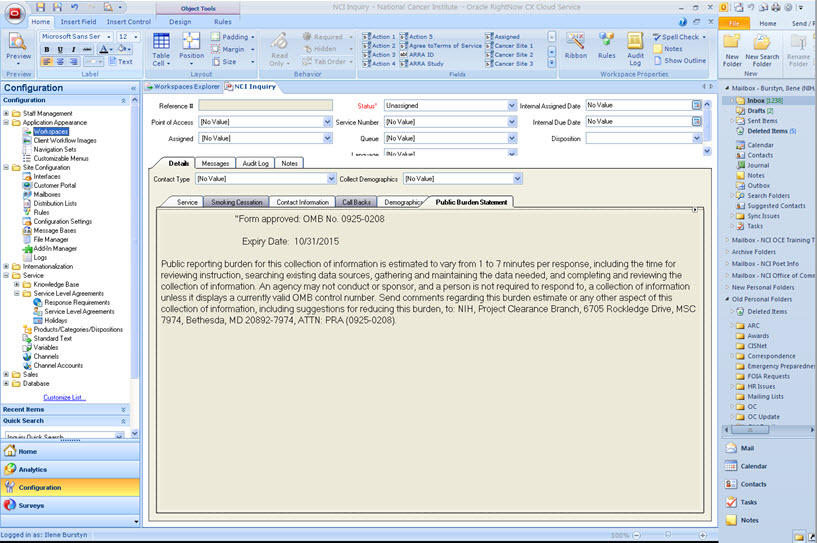 NCI Inquiry - National Cancer Institute - Oracle RightNow CX Cloud Service
Object Tools
Home
Insert Field
Insert Control
Design
Rules
File
Home
Send / R
Preview
Microsoft Sans Ser
12
B
I
U
Text
Table Cell
Position
Padding
Margin
Size
Read Only
Required
Hidden
Tab Order
Action 1
Action 2
Action 3
Action 4
Action 5
Agree toTerms of Service
ARRA ID
ARRA Study
Assigned
Cancer Site 1
Cancer Site 2
Cancer Site 3
Ribbon
Rules
Audit Log
Spell Check
Notes
Show Outline
New Folder
New Search Folder
Rename Folder
Preview
Label
Layout
Behavior
Fields
Workspace Properties
New
Configuration
Workspaces Explorer
NCI Inquiry
Configuration
Staff Management
Application Appearance
Workspaces
Client Workflow Images
Navigation Sets
Customizable Menus
Site Configuration
Interfaces
Customer Portal
Mailboxes
Distribution Lists
Rules
Configuration Settings
Message Bases
File Manager
Add-In Manager
Logs
Internationalization
Service
Knowledge Base
Service Level Agreements
Response Requirements
Service Level Agreements
Holidays
Products/Categories/Dispositions
Standard Text
Variables
Channels
Channel Accounts
Sales
Database
Customize List...
Recent Items
Quick Search
Inquiry Quick Search
Home
Analytics
Configuration
Surveys
Logged in as: Ilene Burstyn
Reference #
Status*
Unassigned
Internal Assigned Date
No Value
Point of Access
[No Value]
Service Number
[No Value]
Internal Due Date
No Value
Assigned
[No Value]
Queue
[No Value]
Disposition
Language
[No Value]
Details
Messages
Audit Log
Notes
Contact Type
[No Value]
Collect Demographics
[No Value]
Service
Smoking Cessation
Contact Information
Call Backs
Demographic
Public Burden Statement
"Form approved: OMB No. 0925-0208
Expiry Date: 10/31/2015
Public reporting burden for this collection of information is estimated to vary from 1 to 7 minutes per response, including the time for
reviewing instruction, searching existing data sources, gathering and maintaining the data needed, and completing and reviewing the
collection of information. An agency may not conduct or sponsor, and a person is not required to respond to, a collection of information
unless it displays a currently valid OMB control number. Send comments regarding this burden estimate or any other aspect of this
collection of information, including suggestions for reducing this burden, to: NIH, Project Clearance Branch, 6705 Rockledge Drive, MSC
7974, Bethesda, MD 20892-7974, ATTN: PRA (0925-0208).
100%
Mailbox - Burstyn, Ilene (NIH,
Inbox [1238]
Drafts [2]
Sent Items
Deleted Items (5)
Calendar
Contacts
Journal
Notes
Outbox
Search Folders
Suggested Contacts
Sync Issues
Tasks
Mailbox - NCI OCE Training T
Archive Folders
Mailbox - NCI Poet Info
Mailbox - NCI Office of Comm
New Personal Folders
Old Personal Folders
Deleted Items
ARC
Awards
CISNet
Correspondence
Emergency Preparednes
FOIA Requests
HR Issues
Mailing Lists
OC
OC Update
Mail
Calendar
Contacts
Tasks
Notes